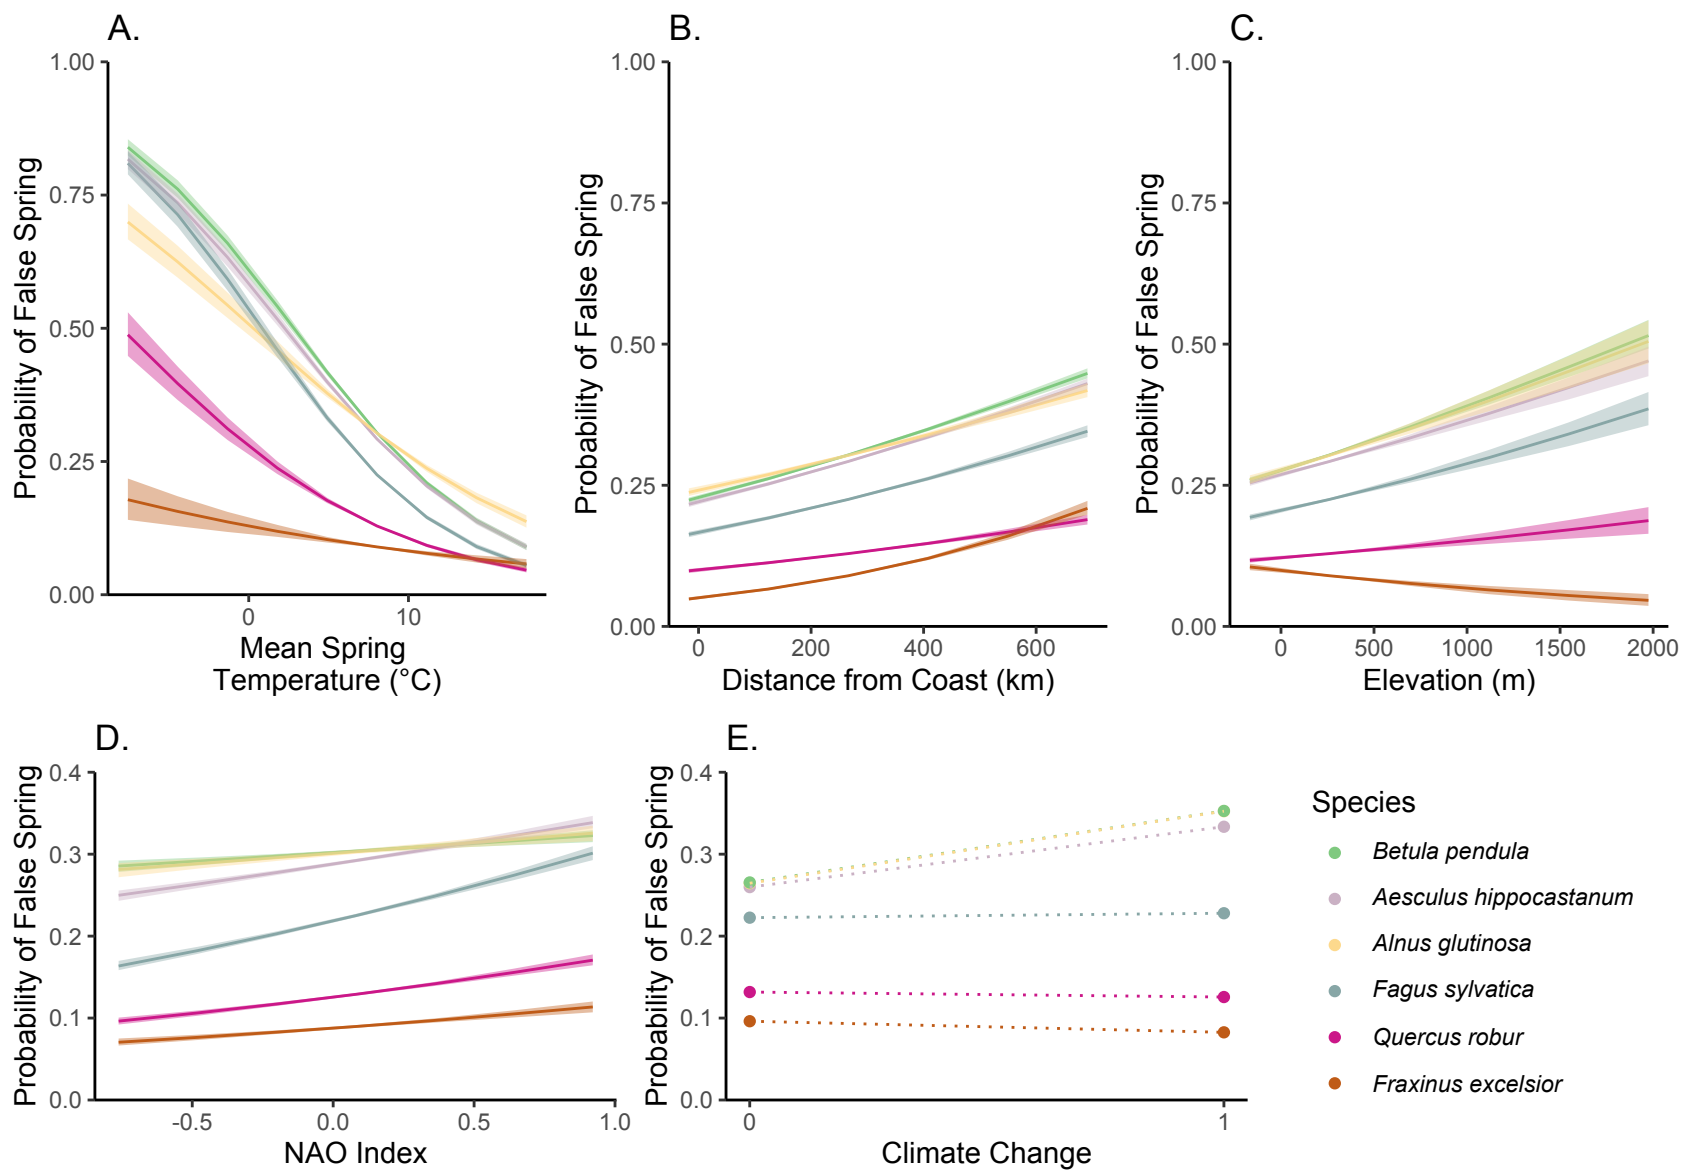 A.
Probability of False Spring
1.00
0.75
0.50
0.25
0.00
0
10
Mean Spring
Temperature (°C)
B.
Probability of False Spring
1.00
0.75
0.50
0.25
0.00
0
200
400
600
Distance from Coast (km)
C.
Probability of False Spring
1.00
0.75
0.50
0.25
0.00
0
500
1000
1500
2000
Elevation (m)
D.
Probability of False Spring
0.4
0.3
0.2
0.1
0.0
-0.5
0.0
0.5
1.0
NAO Index
E.
Probability of False Spring
0.4
0.3
0.2
0.1
0.0
0
1
Climate Change
Species
Betula pendula
Aesculus hippocastanum
Alnus glutinosa
Fagus sylvatica
Quercus robur
Fraxinus excelsior